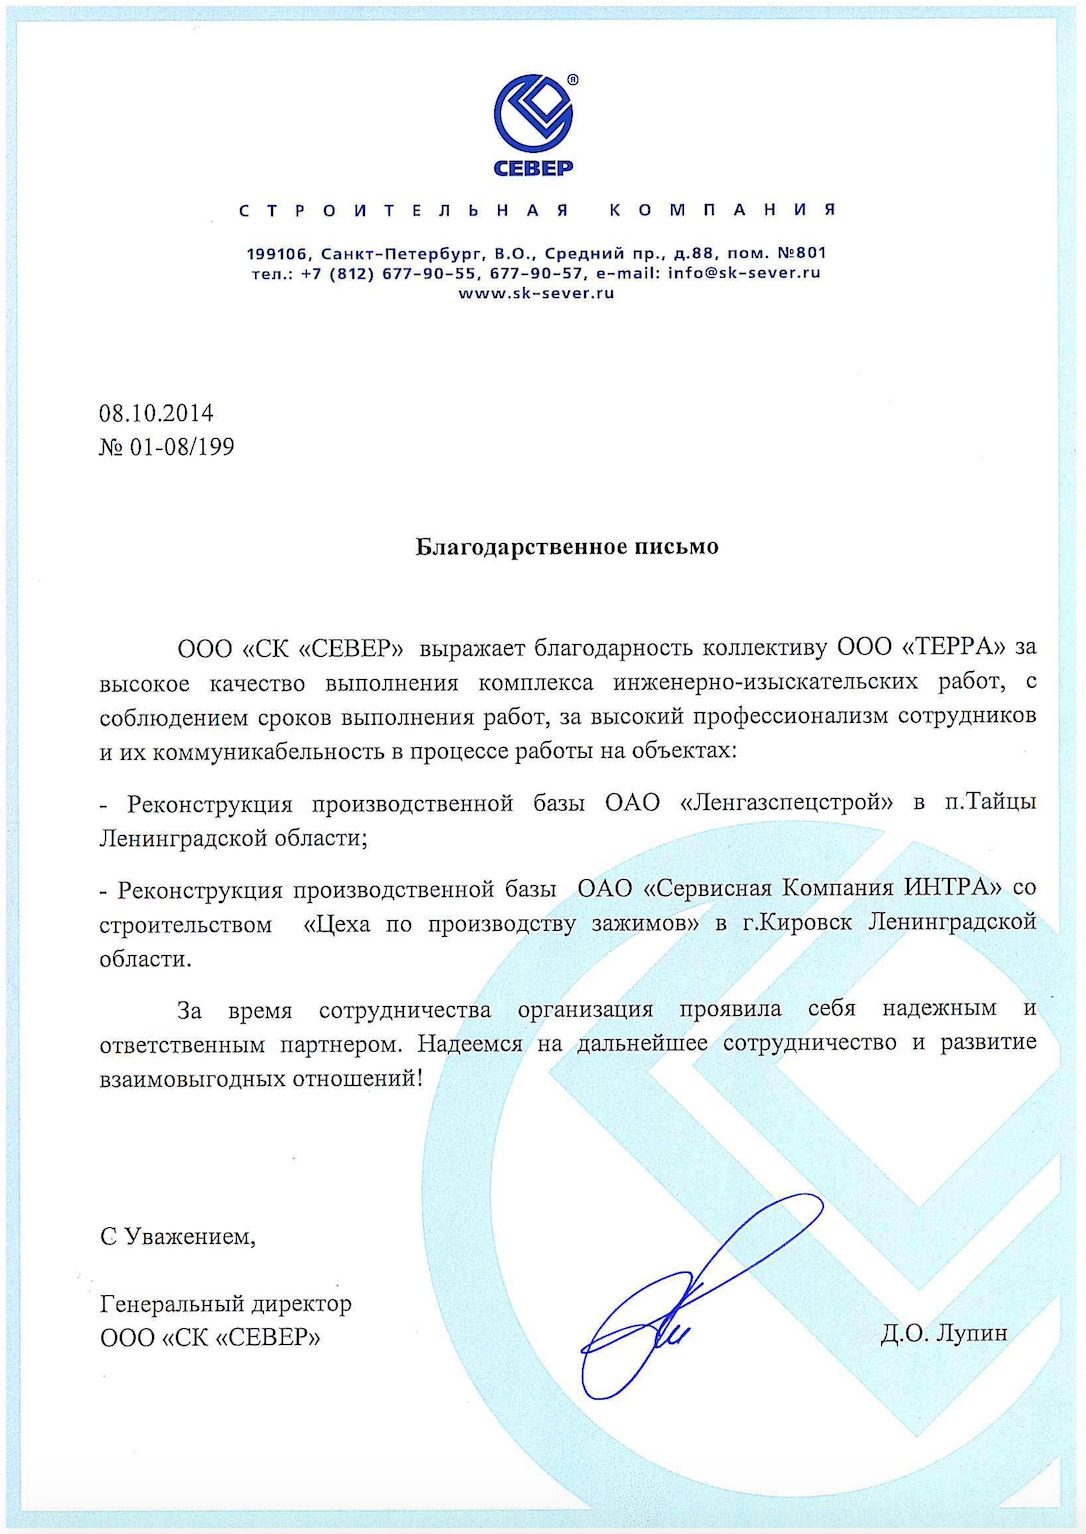 ®
СЕВЕР
СТРОИТЕЛЬНАЯ КОМПАНИЯ
199106, Санкт-Петербург, В.О., Средний пр., д.88, пом. №801
тел.: +7 (812) 677-90-55, 677-90-57, e-mail: info@sk-sever.ru
www.sk-sever.ru
08.10.2014
№ 01-08/199
Благодарственное письмо
ООО «СК «СЕВЕР» выражает благодарность коллективу ООО «ТЕРРА» за
высокое качество выполнения комплекса инженерно-изыскательских работ, с
соблюдением сроков выполнения работ, за высокий профессионализм сотрудников
и их коммуникабельность в процессе работы на объектах:
- Реконструкция производственной базы ОАО «Ленгазспецстрой» в п.Тайцы
Ленинградской области;
- Реконструкция производственной базы ОАО «Сервисная Компания ИНТРА» со
строительством «Цеха по производству зажимов» в г.Кировск Ленинградской
области.
За время сотрудничества организация проявила себя надежным и
ответственным партнером. Надеемся на дальнейшее сотрудничество и развитие
взаимовыгодных отношений!
С Уважением,
Генеральный директор
ООО «СК «СЕВЕР»
Д.О. Лупин